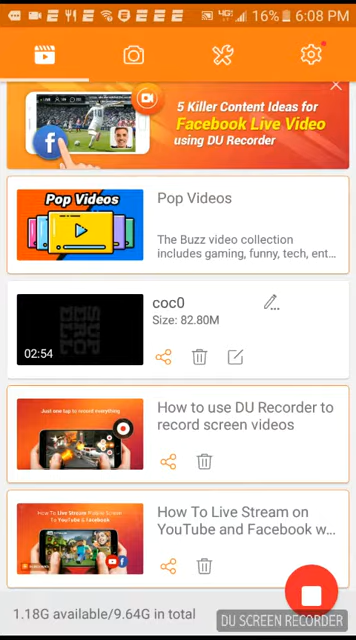 16% 6:08 PM
5 Killer Content Ideas for
Facebook Live Video
using DU Recorder
Pop Videos
Pop Videos
The Buzz video collection
includes gaming, funny, tech, ent...
coc0
Size: 82.80M
SUPERCELL
02:54
Just one tap to record everything
How to use DU Recorder to
record screen videos
How To Live Stream Mobile Screen
To YouTube & Facebook
How To Live Stream on
YouTube and Facebook w...
1.18G available/9.64G in total
DU SCREEN RECORDER